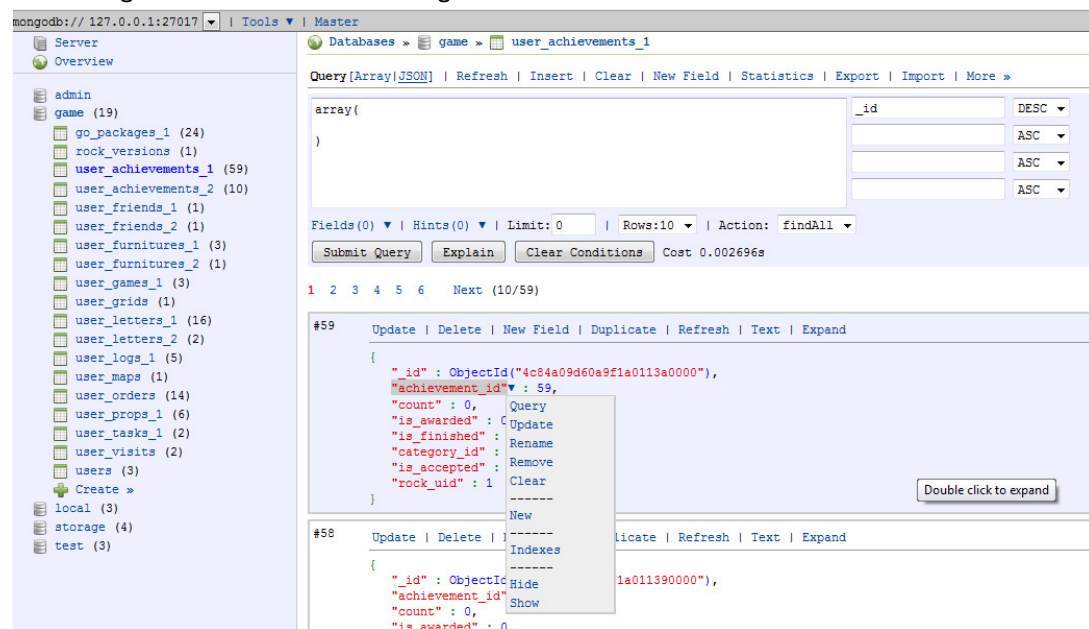 mongodb:// 127.0.0.1:27017 | Tools ▼ | Master
Server
Overview
admin
game (19)
go_packages_1 (24)
rock_versions (1)
user_achievements_1 (59)
user_achievements_2 (10)
user_friends_1 (1)
user_friends_2 (1)
user_furnitures_1 (3)
user_furnitures_2 (1)
user_games_1 (3)
user_grids (1)
user_letters_1 (16)
user_letters_2 (2)
user_logs_1 (5)
user_maps (1)
user_orders (14)
user_props_1 (6)
user_tasks_1 (2)
user_visits (2)
users (3)
Create »
local (3)
storage (4)
test (3)
Databases » game » user_achievements_1
Query[Array|JSON] | Refresh | Insert | Clear | New Field | Statistics | Export | Import | More »
array(
)
_id DESC
ASC
ASC
ASC
Fields(0) ▼ | Hints(0) ▼ | Limit: 0 | Rows:10 | Action: findAll
Submit Query Explain Clear Conditions Cost 0.002696s
1 2 3 4 5 6 Next (10/59)
#59 Update | Delete | New Field | Duplicate | Refresh | Text | Expand
{
"_id" : ObjectId("4c84a09d60a9f1a0113a0000"),
"achievement_id"▼ : 59,
"count" : 0,
"is_awarded" :
"is_finished" :
"category_id" :
"is_accepted" :
"rock_uid" : 1
}
Query
Update
Rename
Remove
Clear
------
New
------
Indexes
------
Hide
Show
Double click to expand
#58 Update | Delete | licate | Refresh | Text | Expand
{
"_id" : ObjectId 1a011390000"),
"achievement_id"
"count" : 0,
"is_awarded" : 0,